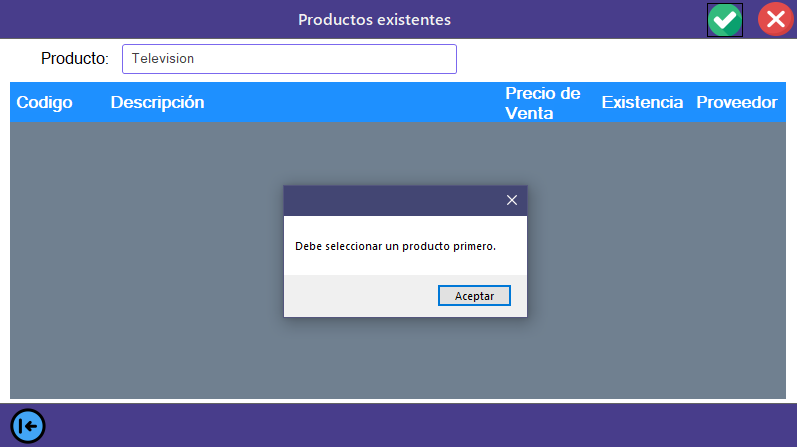 Productos existentes
Producto: Television
Codigo Descripción Precio de Venta Existencia Proveedor
Debe seleccionar un producto primero.
Aceptar